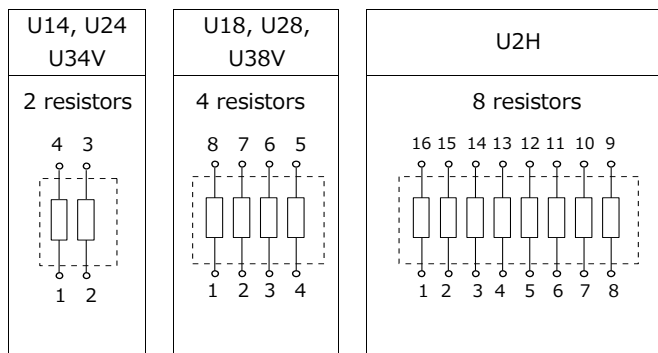 U14, U24
U34V
2 resistors
4 3
1 2
U18, U28,
U38V
4 resistors
8 7 6 5
1 2 3 4
U2H
8 resistors
16 15 14 13 12 11 10 9
1 2 3 4 5 6 7 8